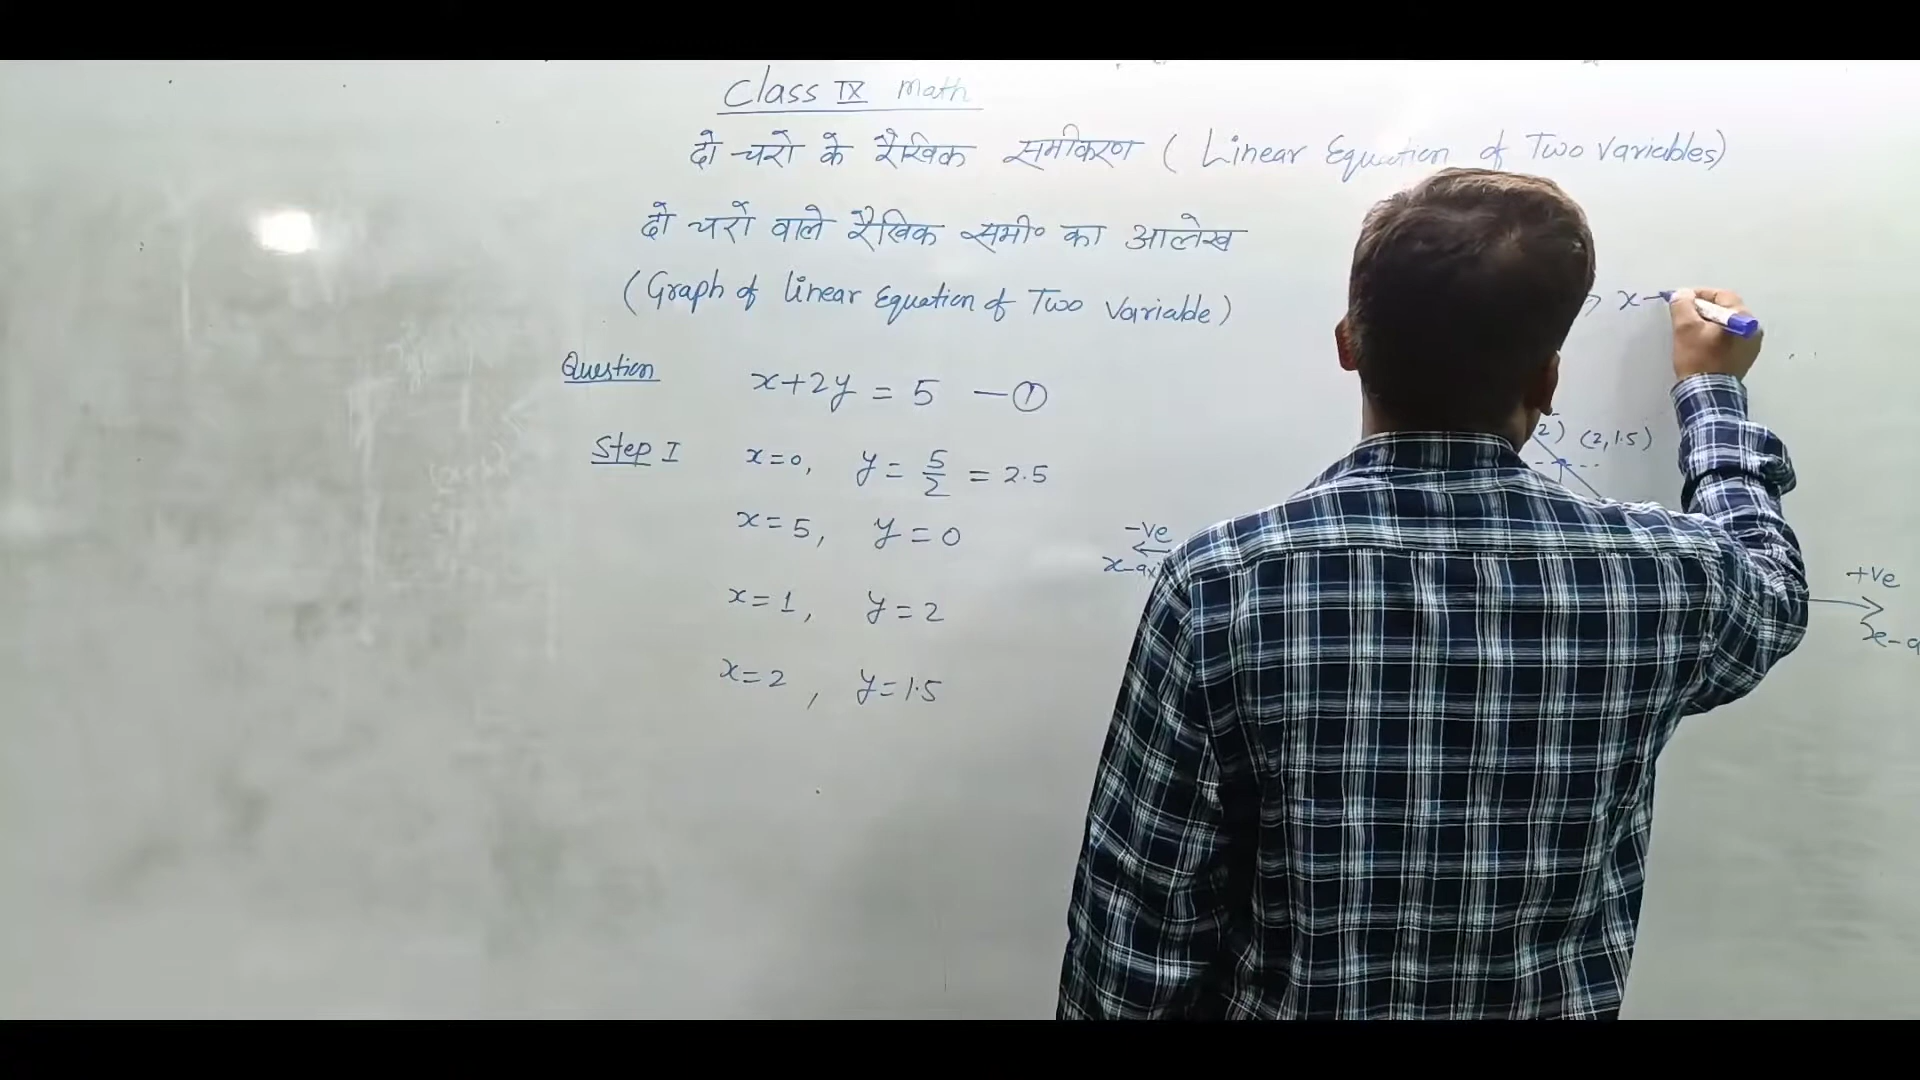 Class IX Math
दो चरो के रैखिक समीकरण ( Linear Equation of Two Variables)
दो चरों वाले रैखिक समी० का आलेख
(Graph of linear Equation of Two Variable)
Question x+2y = 5 —①
Step I x=0, y = 5/2 = 2.5
x=5, y=0
x=1, y=2
x=2, y=1.5
x-
2) (2,1.5)
-ve
+ve